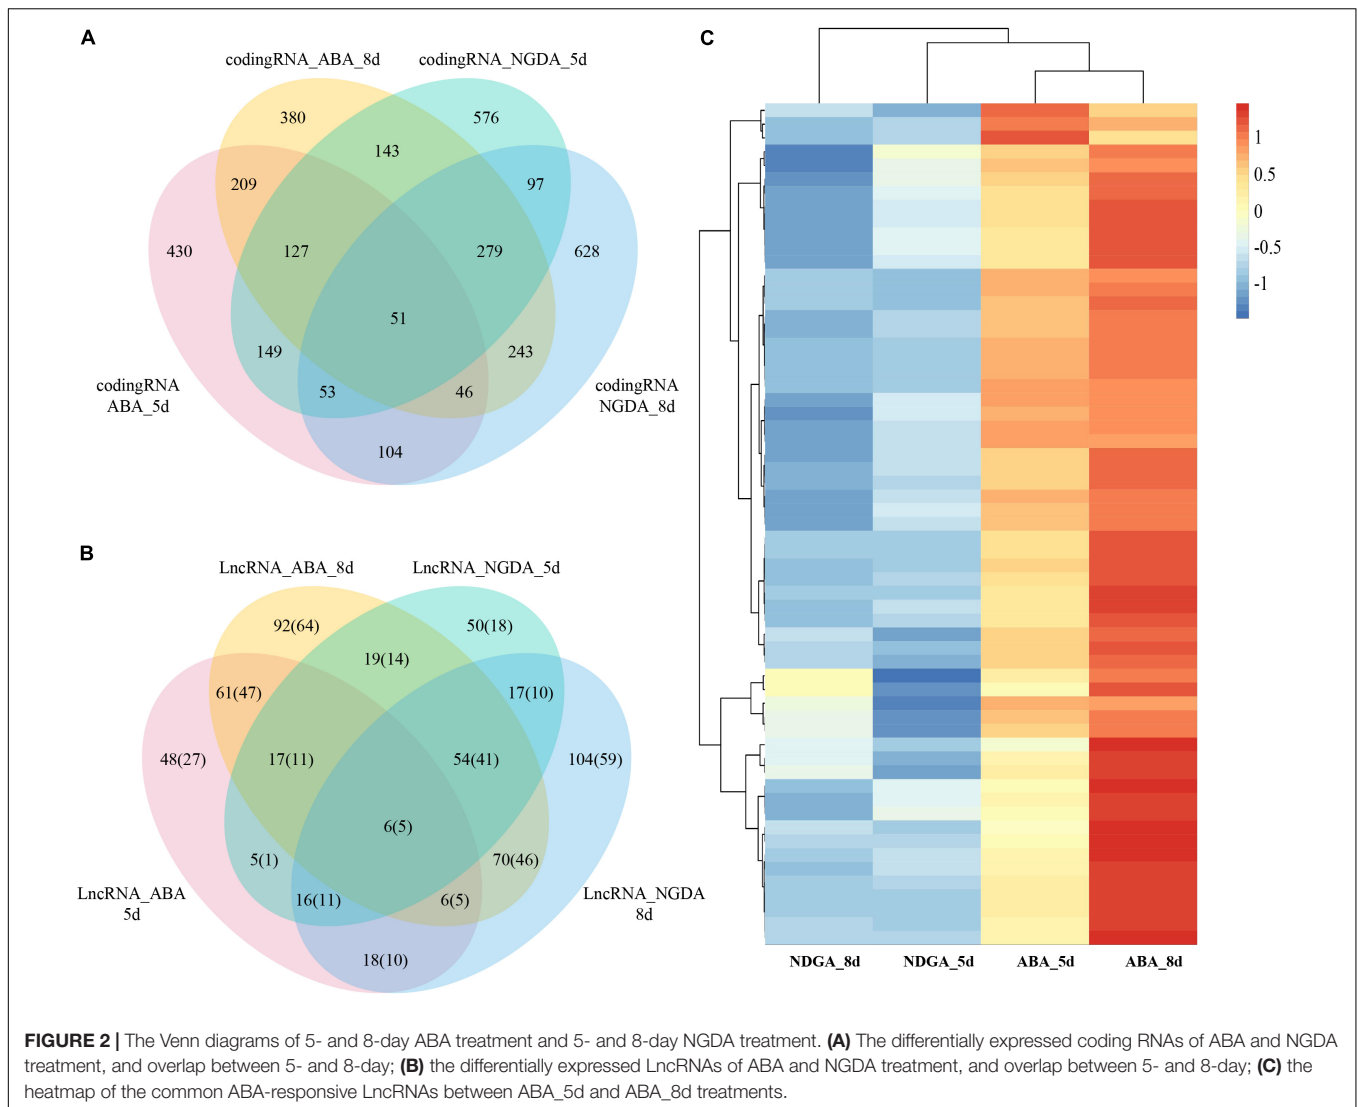 A
codingRNA_ABA_8d codingRNA_NGDA_5d
380 576
143
209 97
430 127 279 628
51
149 243
53 46
codingRNA
ABA_5d
codingRNA
NGDA_8d
104
B
LncRNA_ABA_8d LncRNA_NGDA_5d
92(64) 50(18)
19(14)
61(47) 17(10)
48(27) 17(11) 54(41) 104(59)
6(5)
5(1) 70(46)
16(11) 6(5)
LncRNA_ABA
5d
LncRNA_NGDA
8d
18(10)
C
1
0.5
0
-0.5
-1
NDGA_8d NDGA_5d ABA_5d ABA_8d
FIGURE 2 | The Venn diagrams of 5- and 8-day ABA treatment and 5- and 8-day NGDA treatment. (A) The differentially expressed coding RNAs of ABA and NGDA
treatment, and overlap between 5- and 8-day; (B) the differentially expressed LncRNAs of ABA and NGDA treatment, and overlap between 5- and 8-day; (C) the
heatmap of the common ABA-responsive LncRNAs between ABA_5d and ABA_8d treatments.